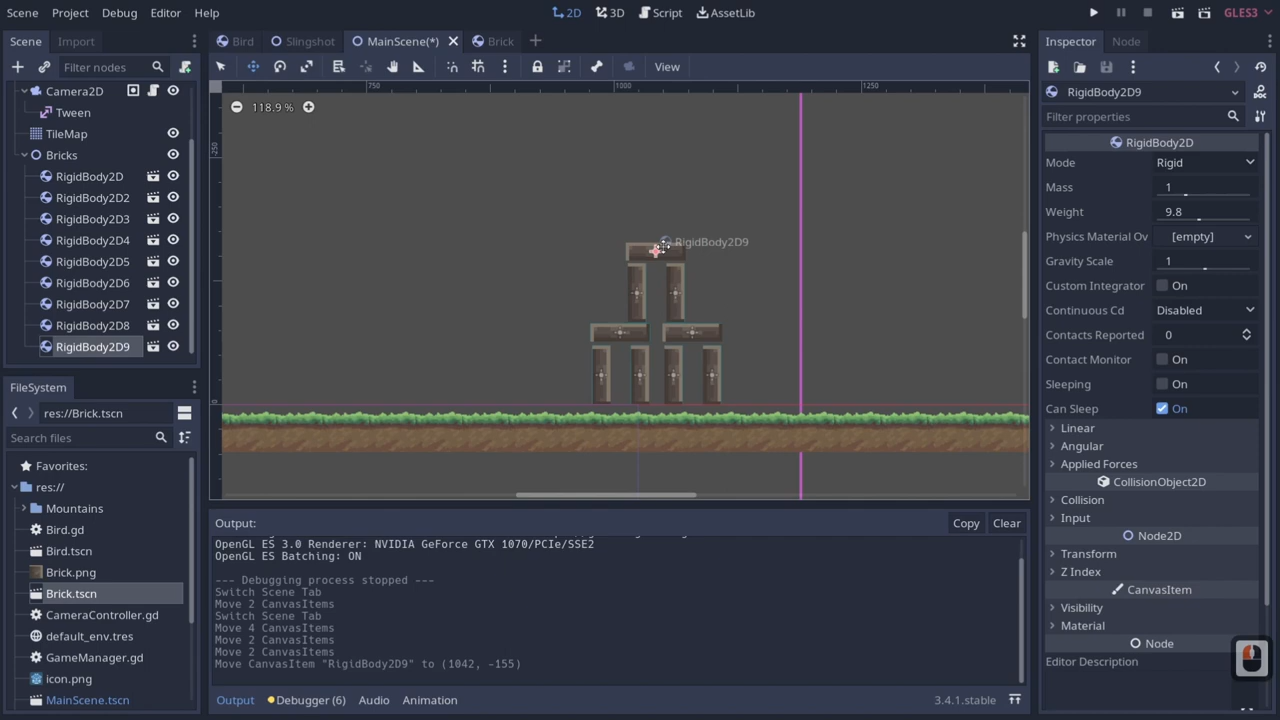 Scene Project Debug Editor Help 2D 3D Script AssetLib GLES3
Scene Import Bird Slingshot MainScene(*) Brick Inspector Node
Filter nodes View
Camera2D 750 1000 1250
RigidBody2D9
118.9 %
Tween Filter properties
TileMap -250
RigidBody2D
Bricks Mode Rigid
RigidBody2D Mass 1
RigidBody2D2 Weight 9.8
RigidBody2D3 Physics Material Ov [empty]
RigidBody2D4 RigidBody2D9
RigidBody2D5 Gravity Scale 1
RigidBody2D6 Custom Integrator On
RigidBody2D7 Continuous Cd Disabled
RigidBody2D8 Contacts Reported 0
RigidBody2D9 Contact Monitor On
Sleeping On
FileSystem Can Sleep On
0
res://Brick.tscn Linear
Search files Angular
Favorites: Applied Forces
res:// CollisionObject2D
Mountains Collision
Bird.gd Input
Output: Copy Clear
Node2D
OpenGL ES 3.0 Renderer: NVIDIA GeForce GTX 1070/PCIe/SSE2
Bird.tscn Transform
OpenGL ES Batching: ON
Brick.png Z Index
--- Debugging process stopped ---
Brick.tscn CanvasItem
Switch Scene Tab
Move 2 CanvasItems
CameraController.gd Visibility
Switch Scene Tab
Move 4 CanvasItems
default_env.tres Material
Move 2 CanvasItems
Node
Move 2 CanvasItems
GameManager.gd Editor Description
Move CanvasItem "RigidBody2D9" to (1042, -155)
icon.png
MainScene.tscn Output Debugger (6) Audio Animation 3.4.1.stable